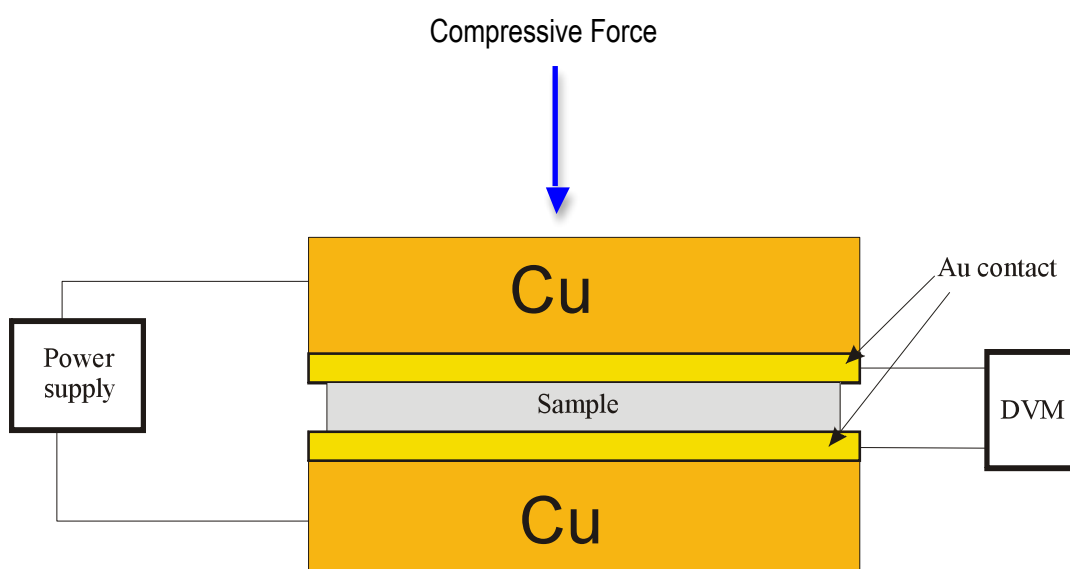 Compressive Force
Cu
Au contact
Power
supply
Sample
DVM
Cu